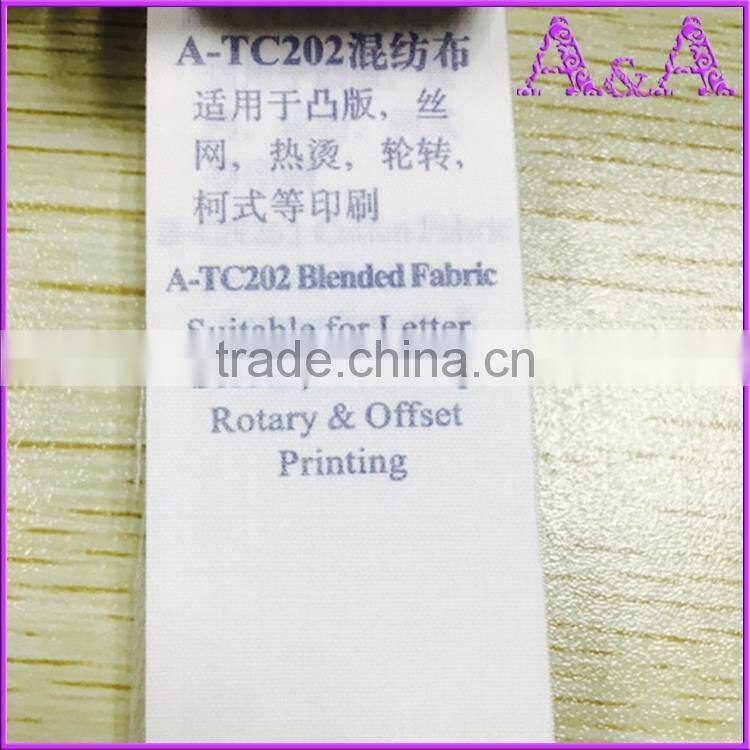 A-TC202混纺布
A&A
适用于凸版，丝
网，热烫，轮转，
柯式等印刷
A-TC202 Blended Fabric
Suitable for Letter
trade.china.cn
Rotary & Offset
Printing